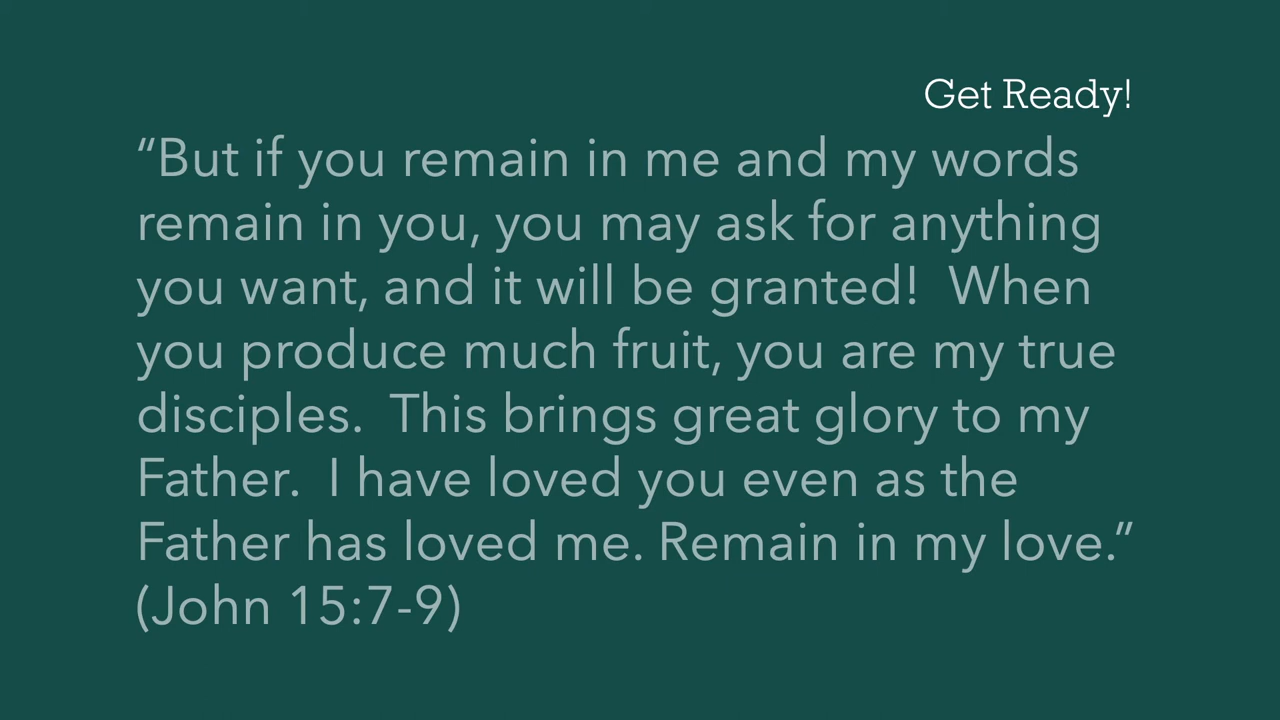 Get Ready!
“But if you remain in me and my words
remain in you, you may ask for anything
you want, and it will be granted!  When
you produce much fruit, you are my true
disciples.  This brings great glory to my
Father.  I have loved you even as the
Father has loved me. Remain in my love.”
(John 15:7-9)